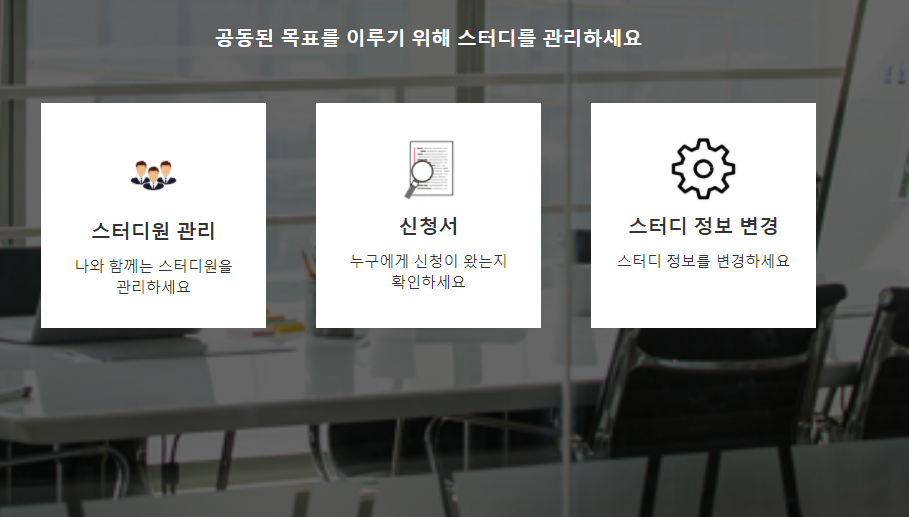 공동된 목표를 이루기 위해 스터디를 관리하세요
스터디원 관리
나와 함께는 스터디원을
관리하세요
신청서
누구에게 신청이 왔는지
확인하세요
스터디 정보 변경
스터디 정보를 변경하세요